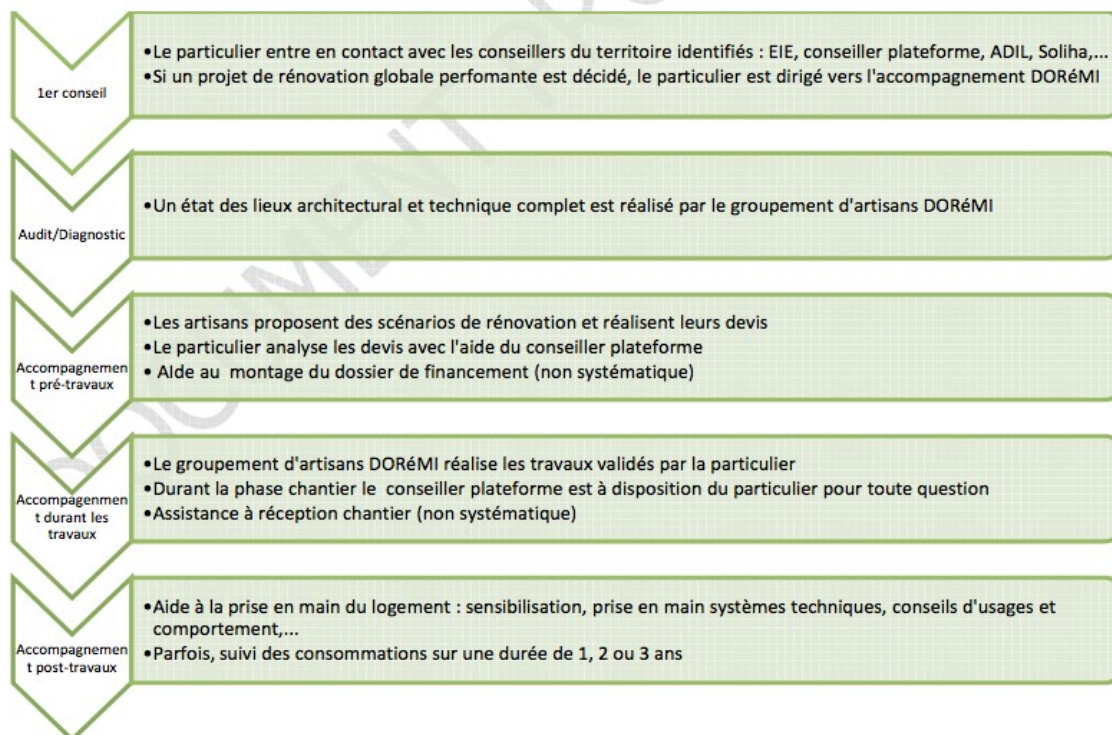 1er conseil
•Le particulier entre en contact avec les conseillers du territoire identifiés : EIE, conseiller plateforme, ADIL, Soliha,...
•Si un projet de rénovation globale perfomante est décidé, le particulier est dirigé vers l'accompagnement DORéMI
Audit/Diagnostic
•Un état des lieux architectural et technique complet est réalisé par le groupement d'artisans DORéMI
Accompagnemen
t pré-travaux
•Les artisans proposent des scénarios de rénovation et réalisent leurs devis
•Le particulier analyse les devis avec l'aide du conseiller plateforme
• AIde au montage du dossier de financement (non systématique)
Accompagenmen
t durant les
travaux
•Le groupement d'artisans DORéMI réalise les travaux validés par la particulier
•Durant la phase chantier le conseiller plateforme est à disposition du particulier pour toute question
•Assistance à réception chantier (non systématique)
Accompagnemen
t post-travaux
•Aide à la prise en main du logement : sensibilisation, prise en main systèmes techniques, conseils d'usages et
comportement,...
•Parfois, suivi des consommations sur une durée de 1, 2 ou 3 ans
DOCUMENT PRO